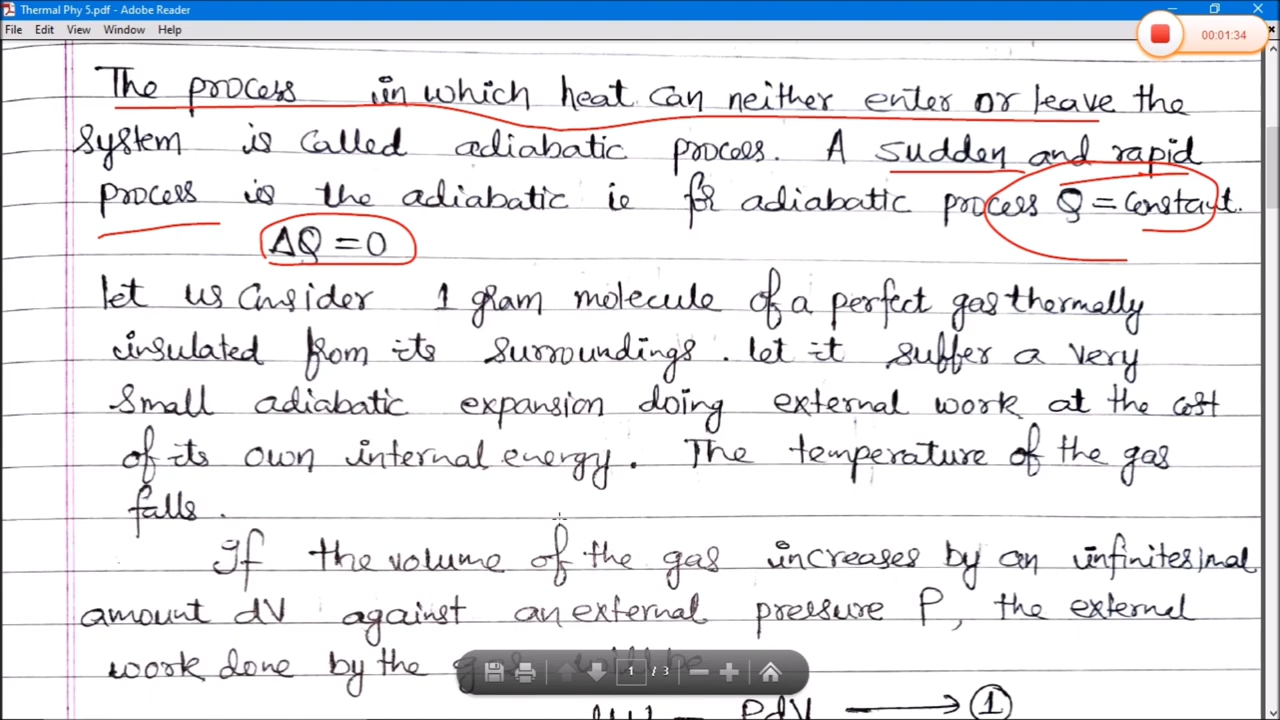 Thermal Phy 5.pdf - Adobe Reader
File Edit View Window Help
00:01:34
The process in which heat can neither enter or leave the
system is called adiabatic process. A sudden and rapid
process is the adiabatic ie for adiabatic process Q = constant.
ΔQ = 0
let us consider 1 gram molecule of a perfect gas thermally
insulated from its surroundings. let it suffer a very
small adiabatic expansion doing external work at the cost
of its own internal energy. The temperature of the gas
falls.
If the volume of the gas increases by an infinitesimal
amount dV against an external pressure P, the external
work done by the
1 / 3
PdV → 1